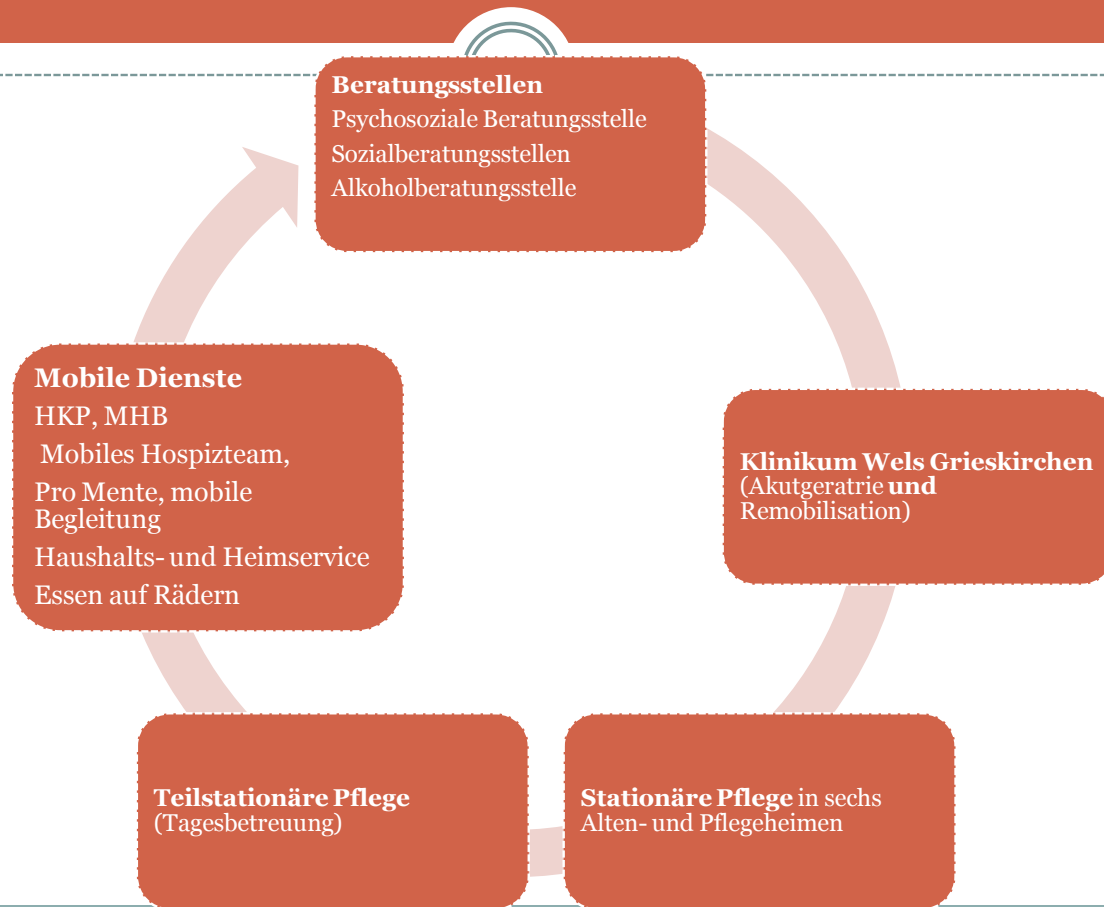 Beratungsstellen
Psychosoziale Beratungsstelle
Sozialberatungsstellen
Alkoholberatungsstelle
Klinikum Wels Grieskirchen
(Akutgeratrie und
Remobilisation)
Stationäre Pflege in sechs
Alten- und Pflegeheimen
Teilstationäre Pflege
(Tagesbetreuung)
Mobile Dienste
HKP, MHB
Mobiles Hospizteam,
Pro Mente, mobile
Begleitung
Haushalts- und Heimservice
Essen auf Rädern